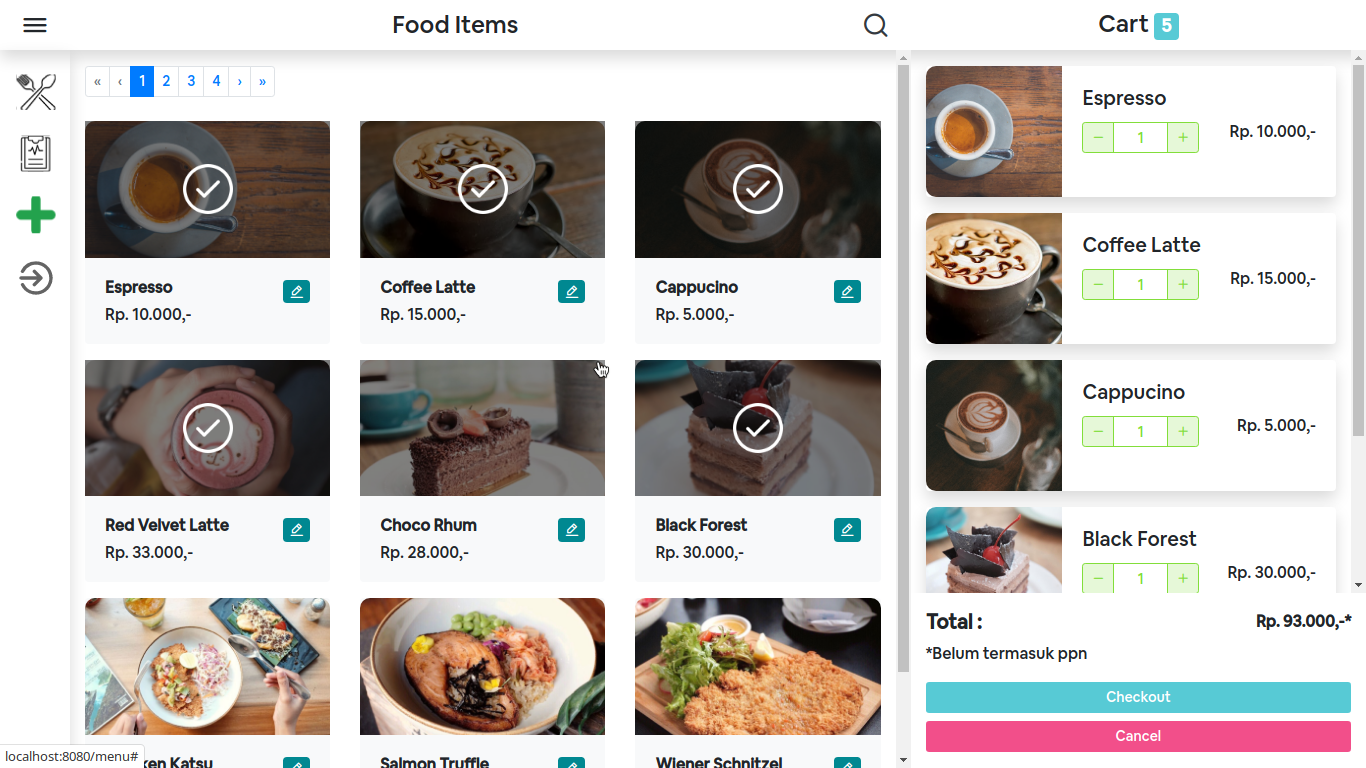 Food Items
Cart 5
« ‹ 1 2 3 4 › »
Espresso
Rp. 10.000,-
Coffee Latte
Rp. 15.000,-
Cappucino
Rp. 5.000,-
Red Velvet Latte
Rp. 33.000,-
Choco Rhum
Rp. 28.000,-
Black Forest
Rp. 30.000,-
ken Katsu
Salmon Truffle
Wiener Schnitzel
localhost:8080/menu#
Espresso
− 1 + Rp. 10.000,-
Coffee Latte
− 1 + Rp. 15.000,-
Cappucino
− 1 + Rp. 5.000,-
Black Forest
− 1 + Rp. 30.000,-
Total : Rp. 93.000,-*
*Belum termasuk ppn
Checkout
Cancel